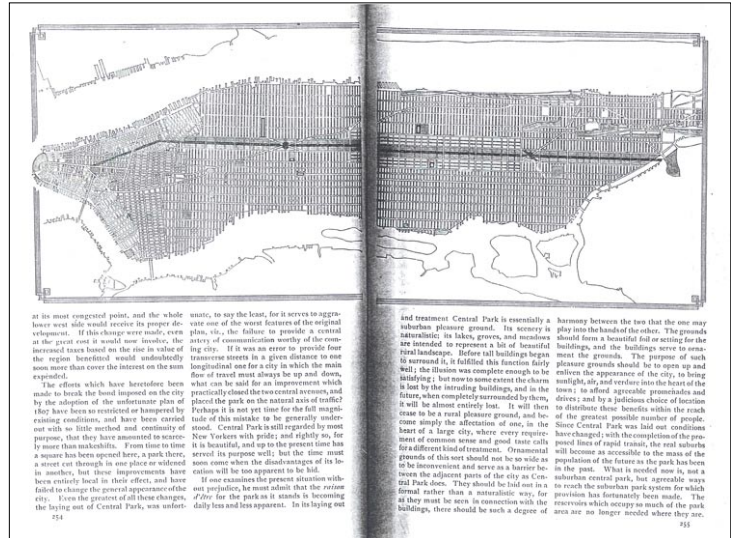 at its most congested point, and the whole
lower west side would receive its proper de-
velopment. If this change were made, even
at the great cost it would now involve, the
increased taxes based on the rise in value of
the region benefited would undoubtedly
soon more than cover the interest on the sum
expended.
The efforts which have heretofore been
made to break the bond imposed on the city
by the adoption of the unfortunate plan of
1807 have been so restricted or hampered by
existing conditions, and have been carried
out with so little method and continuity of
purpose, that they have amounted to scarce-
ly more than makeshifts. From time to time
a square has been opened here, a park there,
a street cut through in one place or widened
in another, but these improvements have
been entirely local in their effect, and have
failed to change the general appearance of the
city. Even the greatest of all these changes,
the laying out of Central Park, was unfort-
254
unate, to say the least, for it serves to aggra-
vate one of the worst features of the original
plan, viz., the failure to provide a central
artery of communication worthy of the com-
ing city. If it was an error to provide four
transverse streets in a given distance to one
longitudinal one for a city in which the main
flow of travel must always be up and down,
what can be said for an improvement which
practically closed the two central avenues, and
placed the park on the natural axis of traffic?
Perhaps it is not yet time for the full magni-
tude of this mistake to be generally under-
stood. Central Park is still regarded by most
New Yorkers with pride; and rightly so, for
it is beautiful, and up to the present time has
served its purpose well; but the time must
soon come when the disadvantages of its lo-
cation will be too apparent to be hid.
If one examines the present situation with-
out prejudice, he must admit that the raison
d'être for the park as it stands is becoming
daily less and less apparent. In its laying out
and treatment Central Park is essentially a
suburban pleasure ground. Its scenery is
naturalistic; its lakes, groves, and meadows
are intended to represent a bit of beautiful
rural landscape. Before tall buildings began
to surround it, it fulfilled this function fairly
well; the illusion was complete enough to be
satisfying; but now to some extent the charm
is lost by the intruding buildings, and in the
future, when completely surrounded by them,
it will be almost entirely lost. It will then
cease to be a rural pleasure ground, and be-
come simply the affectation of one, in the
heart of a large city, where every require-
ment of common sense and good taste calls
for a different kind of treatment. Ornamental
grounds of this sort should not be so wide as
to be inconvenient and serve as a barrier be-
tween the adjacent parts of the city as Cen-
tral Park does. They should be laid out in a
formal rather than a naturalistic way, for
as they must be seen in connection with the
buildings, there should be such a degree of
harmony between the two that the one may
play into the hands of the other. The grounds
should form a beautiful foil or setting for the
buildings, and the buildings serve to orna-
ment the grounds. The purpose of such
pleasure grounds should be to open up and
enliven the appearance of the city, to bring
sunlight, air, and verdure into the heart of the
town; to afford agreeable promenades and
drives; and by a judicious choice of location
to distribute these benefits within the reach
of the greatest possible number of people.
Since Central Park was laid out conditions
have changed; with the completion of the pro-
posed lines of rapid transit, the real suburbs
will become as accessible to the mass of the
population of the future as the park has been
in the past. What is needed now is, not a
suburban central park, but agreeable ways
to reach the suburban park system for which
provision has fortunately been made. The
reservoirs which occupy so much of the park
area are no longer needed where they are.
255